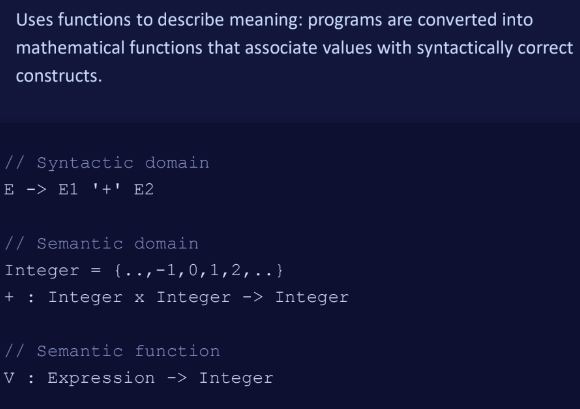 Uses functions to describe meaning: programs are converted into
mathematical functions that associate values with syntactically correct
constructs.
// Syntactic domain
E -> E1 '+' E2
// Semantic domain
Integer = {..,-1,0,1,2,..}
+ : Integer x Integer -> Integer
// Semantic function
V : Expression -> Integer